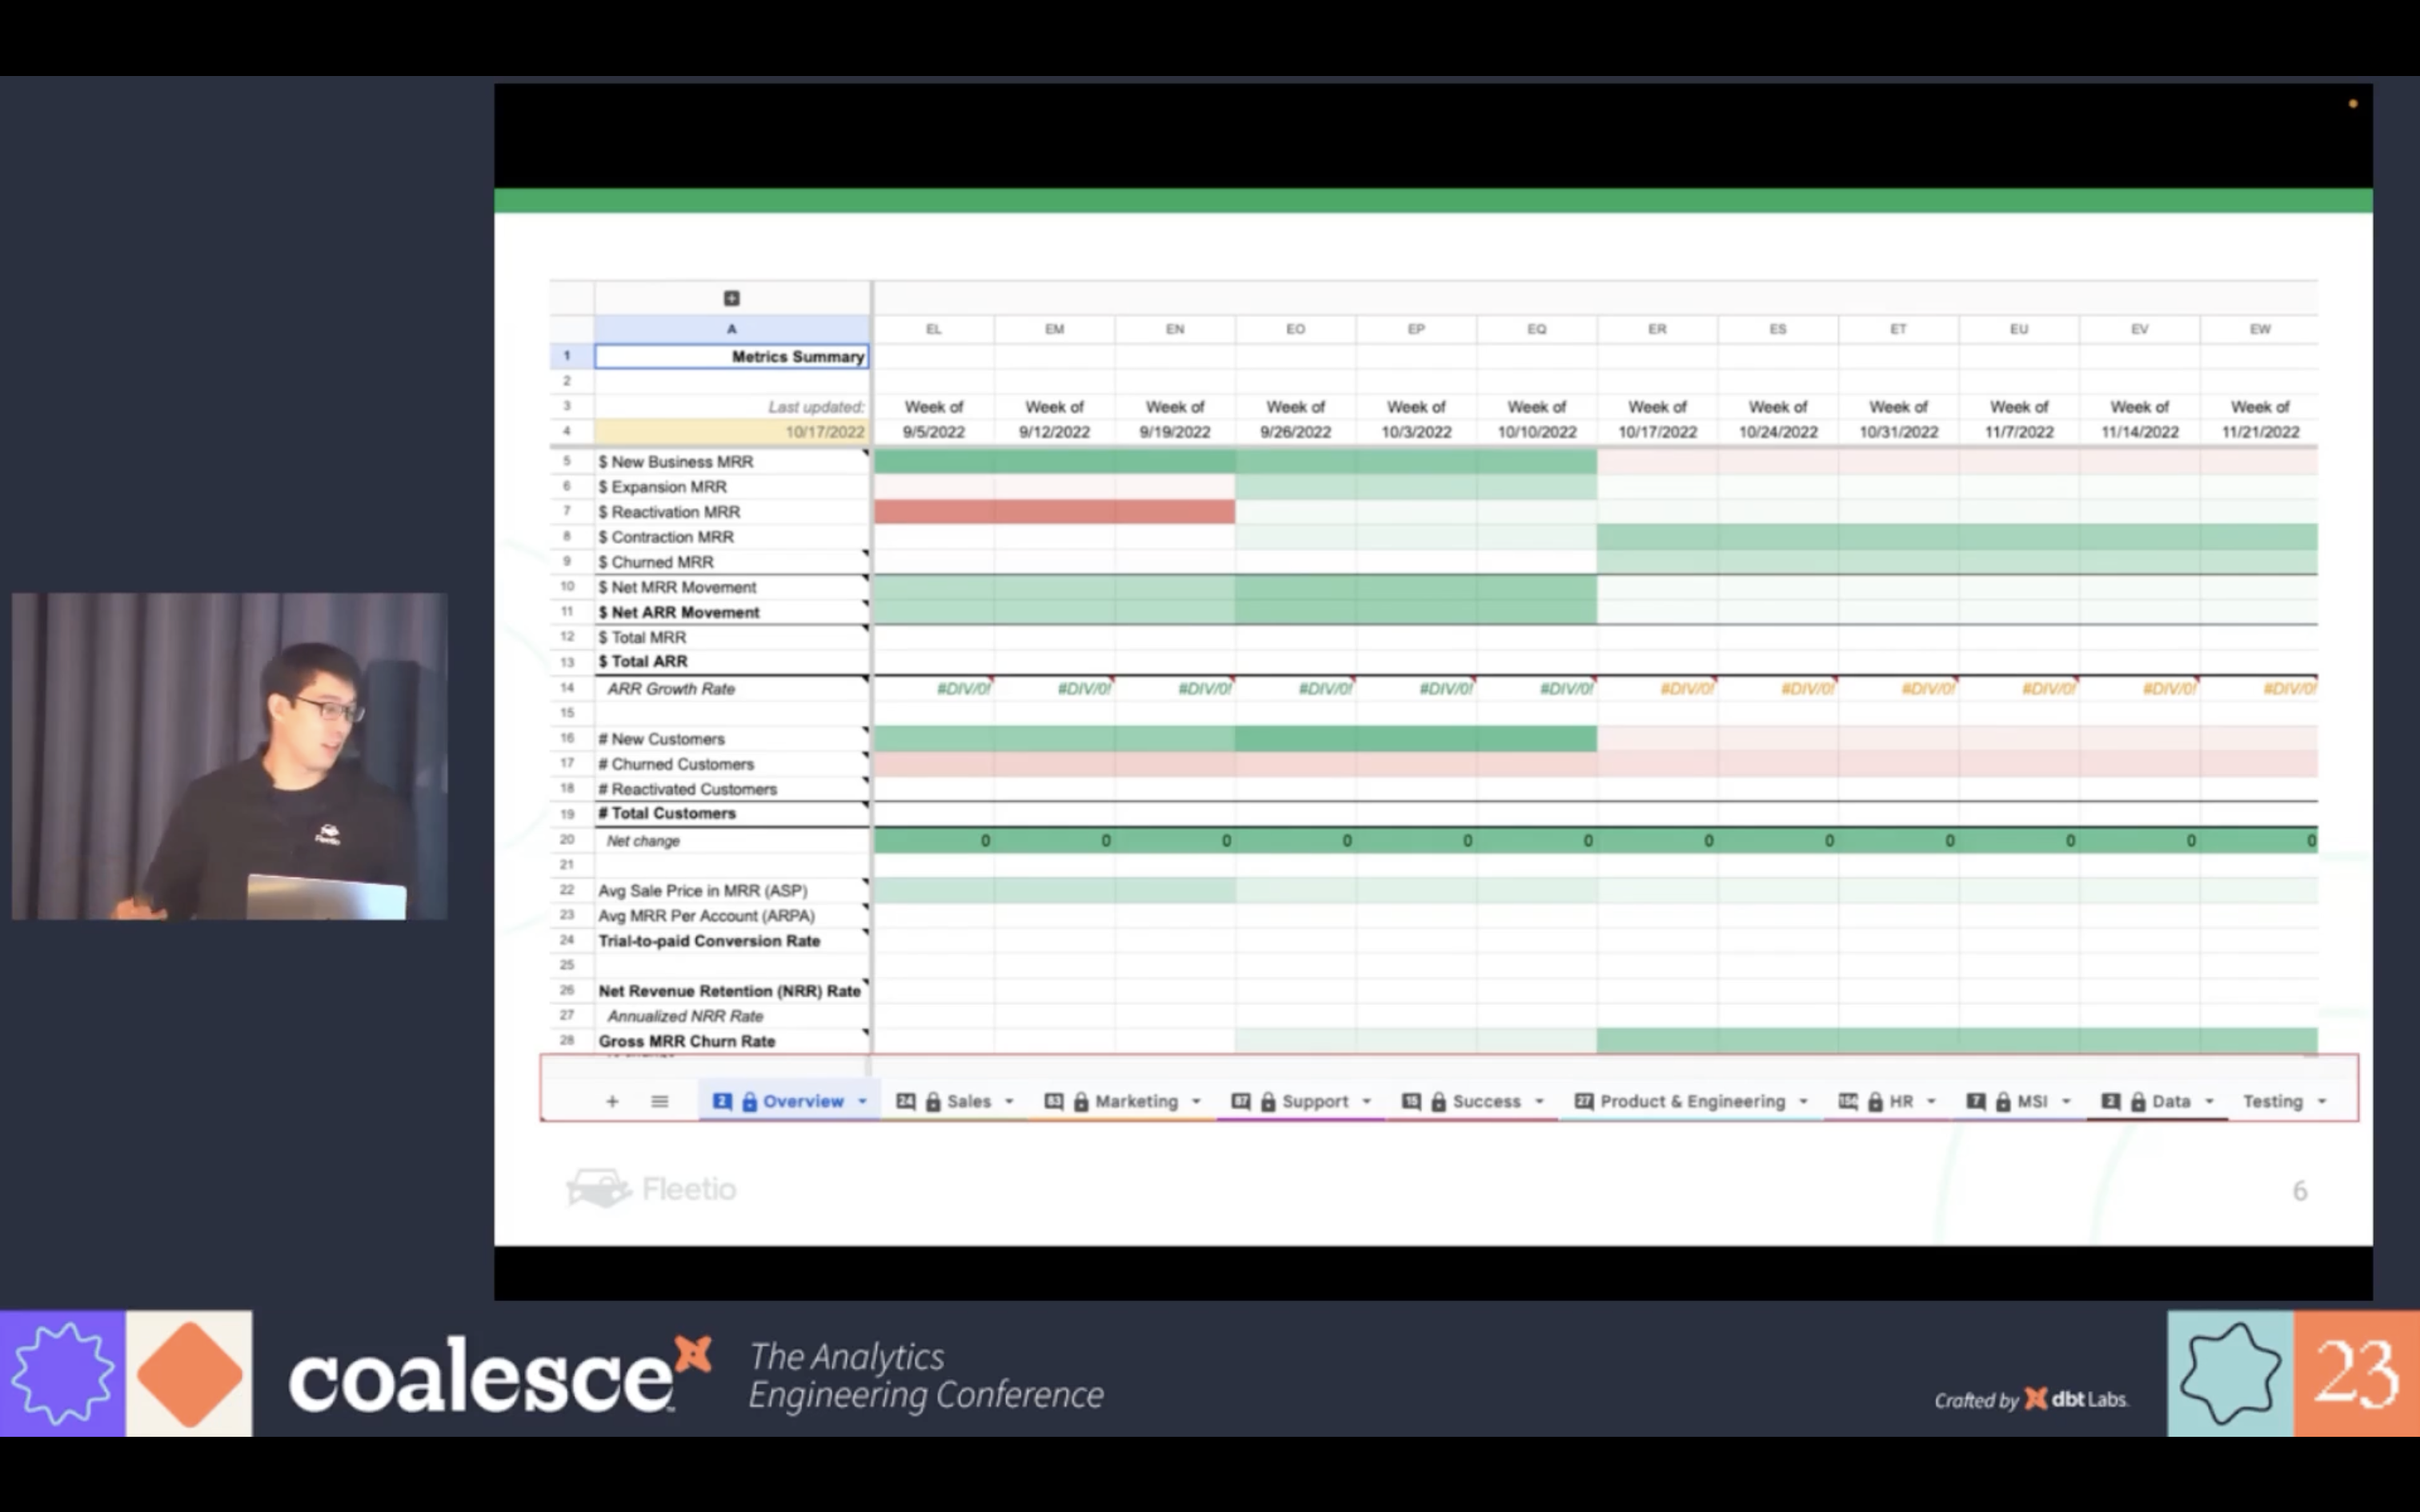 A EL EM EN EO EP EQ ER ES ET EU EV EW
1 Metrics Summary
2
3 Last updated: Week of Week of Week of Week of Week of Week of Week of Week of Week of Week of Week of Week of
4 10/17/2022 9/5/2022 9/12/2022 9/19/2022 9/26/2022 10/3/2022 10/10/2022 10/17/2022 10/24/2022 10/31/2022 11/7/2022 11/14/2022 11/21/2022
5 $ New Business MRR
6 $ Expansion MRR
7 $ Reactivation MRR
8 $ Contraction MRR
9 $ Churned MRR
10 $ Net MRR Movement
11 $ Net ARR Movement
12 $ Total MRR
13 $ Total ARR
14 ARR Growth Rate #DIV/0! #DIV/0! #DIV/0! #DIV/0! #DIV/0! #DIV/0! #DIV/0! #DIV/0! #DIV/0! #DIV/0! #DIV/0! #DIV/0!
15
16 # New Customers
17 # Churned Customers
18 # Reactivated Customers
19 # Total Customers
20 Net change 0 0 0 0 0 0 0 0 0 0 0 0
21
22 Avg Sale Price in MRR (ASP)
23 Avg MRR Per Account (ARPA)
24 Trial-to-paid Conversion Rate
25
26 Net Revenue Retention (NRR) Rate
27 Annualized NRR Rate
28 Gross MRR Churn Rate
+ 2 Overview 24 Sales Marketing Support 15 Success 27 Product & Engineering HR 7 MSI 2 Data Testing
Fleetio
6
Fleetio
coalesce
The Analytics
Engineering Conference
Crafted by dbt Labs
23